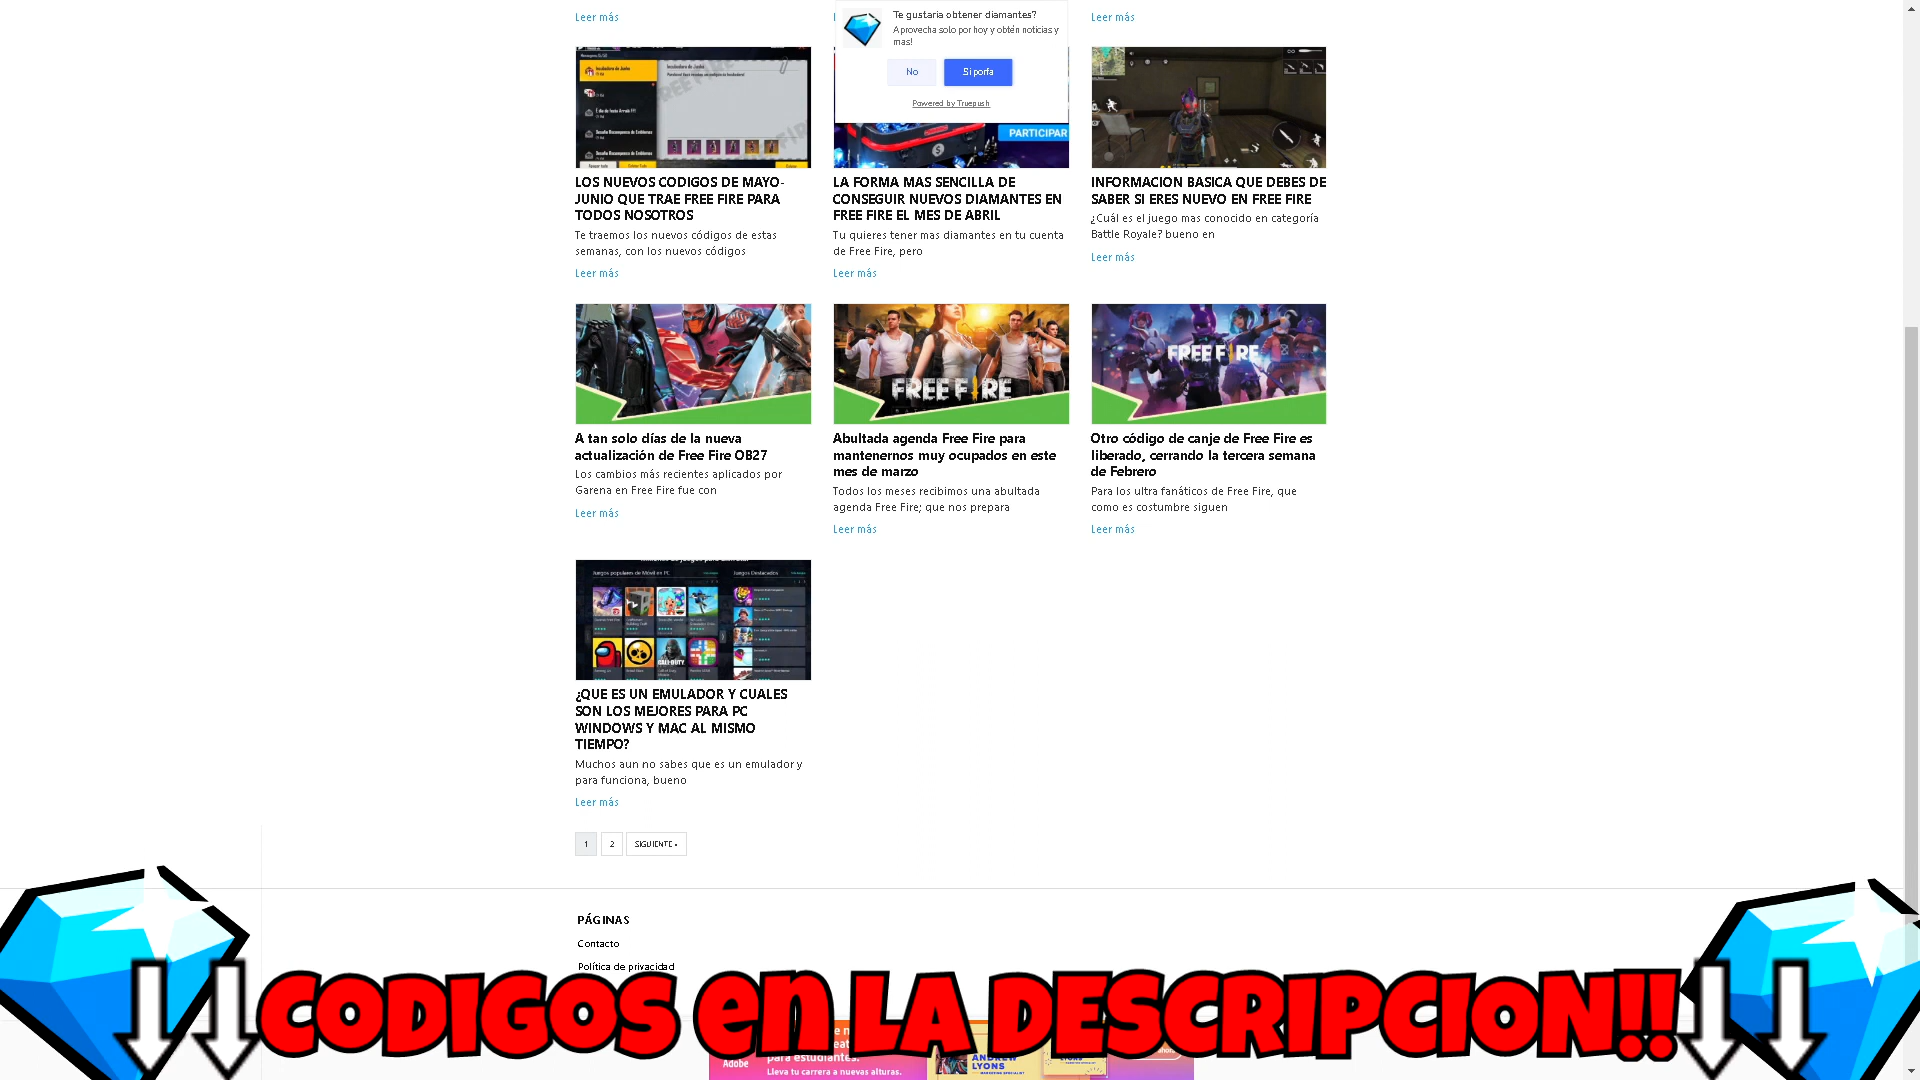 Leer más
Leer más
Te gustaria obtener diamantes?
Aprovecha solo por hoy y obtén noticias y
mas!
No
Si porfa
Powered by Truepush
PARTICIPAR
LOS NUEVOS CODIGOS DE MAYO-
JUNIO QUE TRAE FREE FIRE PARA
TODOS NOSOTROS
Te traemos los nuevos códigos de estas
semanas, con los nuevos códigos
Leer más
LA FORMA MAS SENCILLA DE
CONSEGUIR NUEVOS DIAMANTES EN
FREE FIRE EL MES DE ABRIL
Tu quieres tener mas diamantes en tu cuenta
de Free Fire, pero
Leer más
INFORMACION BASICA QUE DEBES DE
SABER SI ERES NUEVO EN FREE FIRE
¿Cuál es el juego mas conocido en categoría
Battle Royale? bueno en
Leer más
FREE FIRE
FREE FIRE
A tan solo días de la nueva
actualización de Free Fire OB27
Los cambios más recientes aplicados por
Garena en Free Fire fue con
Leer más
Abultada agenda Free Fire para
mantenernos muy ocupados en este
mes de marzo
Todos los meses recibimos una abultada
agenda Free Fire; que nos prepara
Leer más
Otro código de canje de Free Fire es
liberado, cerrando la tercera semana
de Febrero
Para los ultra fanáticos de Free Fire, que
como es costumbre siguen
Leer más
Juegos populares de Móvil en PC
Juegos Destacados
¿QUE ES UN EMULADOR Y CUALES
SON LOS MEJORES PARA PC
WINDOWS Y MAC AL MISMO
TIEMPO?
Muchos aun no sabes que es un emulador y
para funciona, bueno
Leer más
1
2
SIGUIENTE »
PÁGINAS
Contacto
Política de privacidad
CODIGOS en LA DESCRIPCION!!
Adobe
para estudiantes.
Lleva tu carrera a nuevas alturas.
ANDREW
LYONS